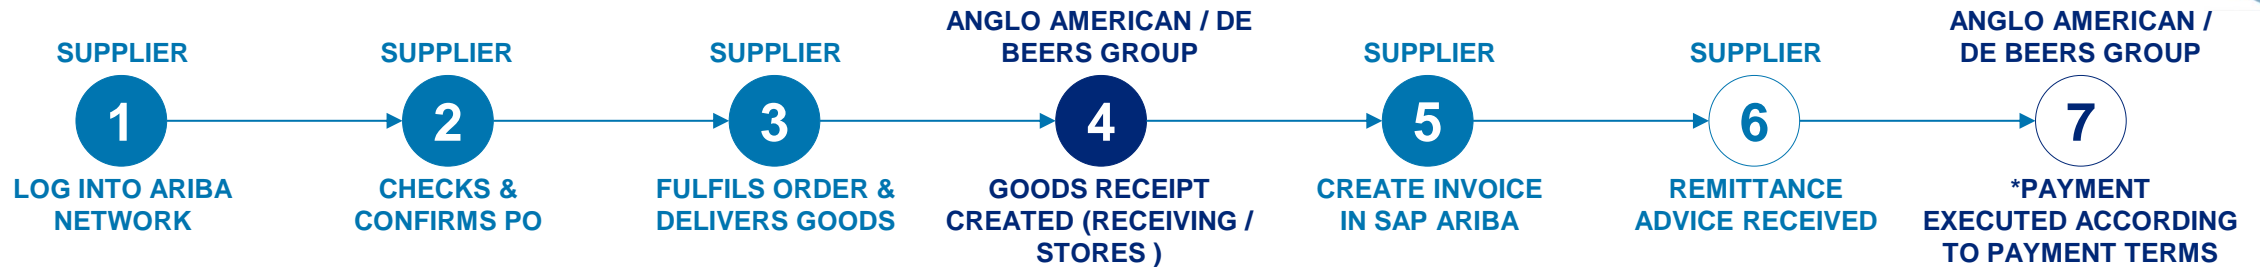 SUPPLIER
1
LOG INTO ARIBA
NETWORK
SUPPLIER
2
CHECKS &
CONFIRMS PO
SUPPLIER
3
FULFILS ORDER &
DELIVERS GOODS
ANGLO AMERICAN / DE
BEERS GROUP
4
GOODS RECEIPT
CREATED (RECEIVING /
STORES )
SUPPLIER
5
CREATE INVOICE
IN SAP ARIBA
SUPPLIER
6
REMITTANCE
ADVICE RECEIVED
ANGLO AMERICAN /
DE BEERS GROUP
7
*PAYMENT
EXECUTED ACCORDING
TO PAYMENT TERMS